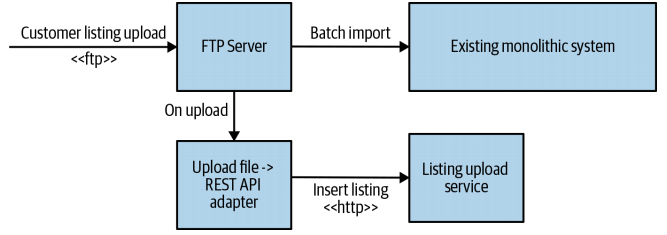 Customer listing upload
<<ftp>>
FTP Server
Batch import
Existing monolithic system
On upload
Upload file ->
REST API
adapter
Insert listing
<<http>>
Listing upload
service